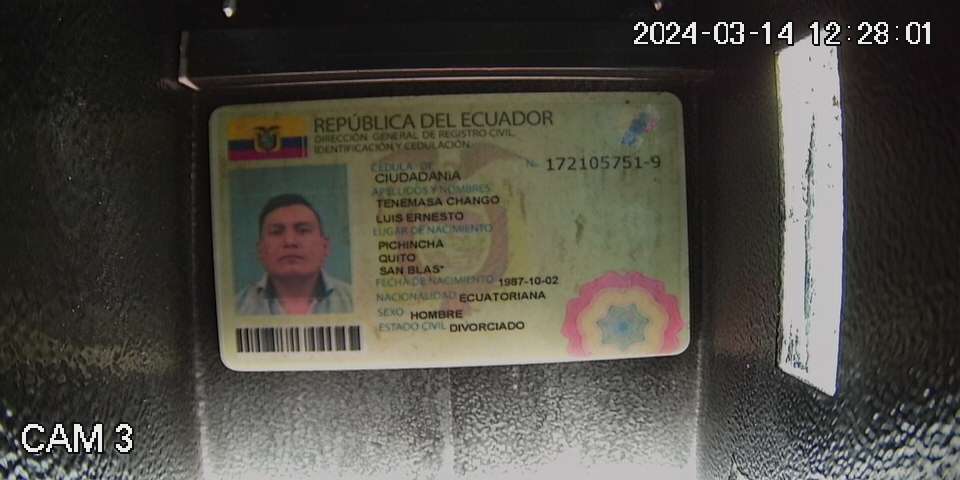 2024-03-14 12:28:01
REPÚBLICA DEL ECUADOR
DIRECCIÓN GENERAL DE REGISTRO CIVIL,
IDENTIFICACIÓN Y CEDULACIÓN
CÉDULA DE N. 172105751-9
CIUDADANÍA
APELLIDOS Y NOMBRES
TENEMASA CHANGO
LUIS ERNESTO
LUGAR DE NACIMIENTO
PICHINCHA
QUITO
SAN BLAS*
FECHA DE NACIMIENTO 1987-10-02
NACIONALIDAD ECUATORIANA
SEXO HOMBRE
ESTADO CIVIL DIVORCIADO
CAM 3